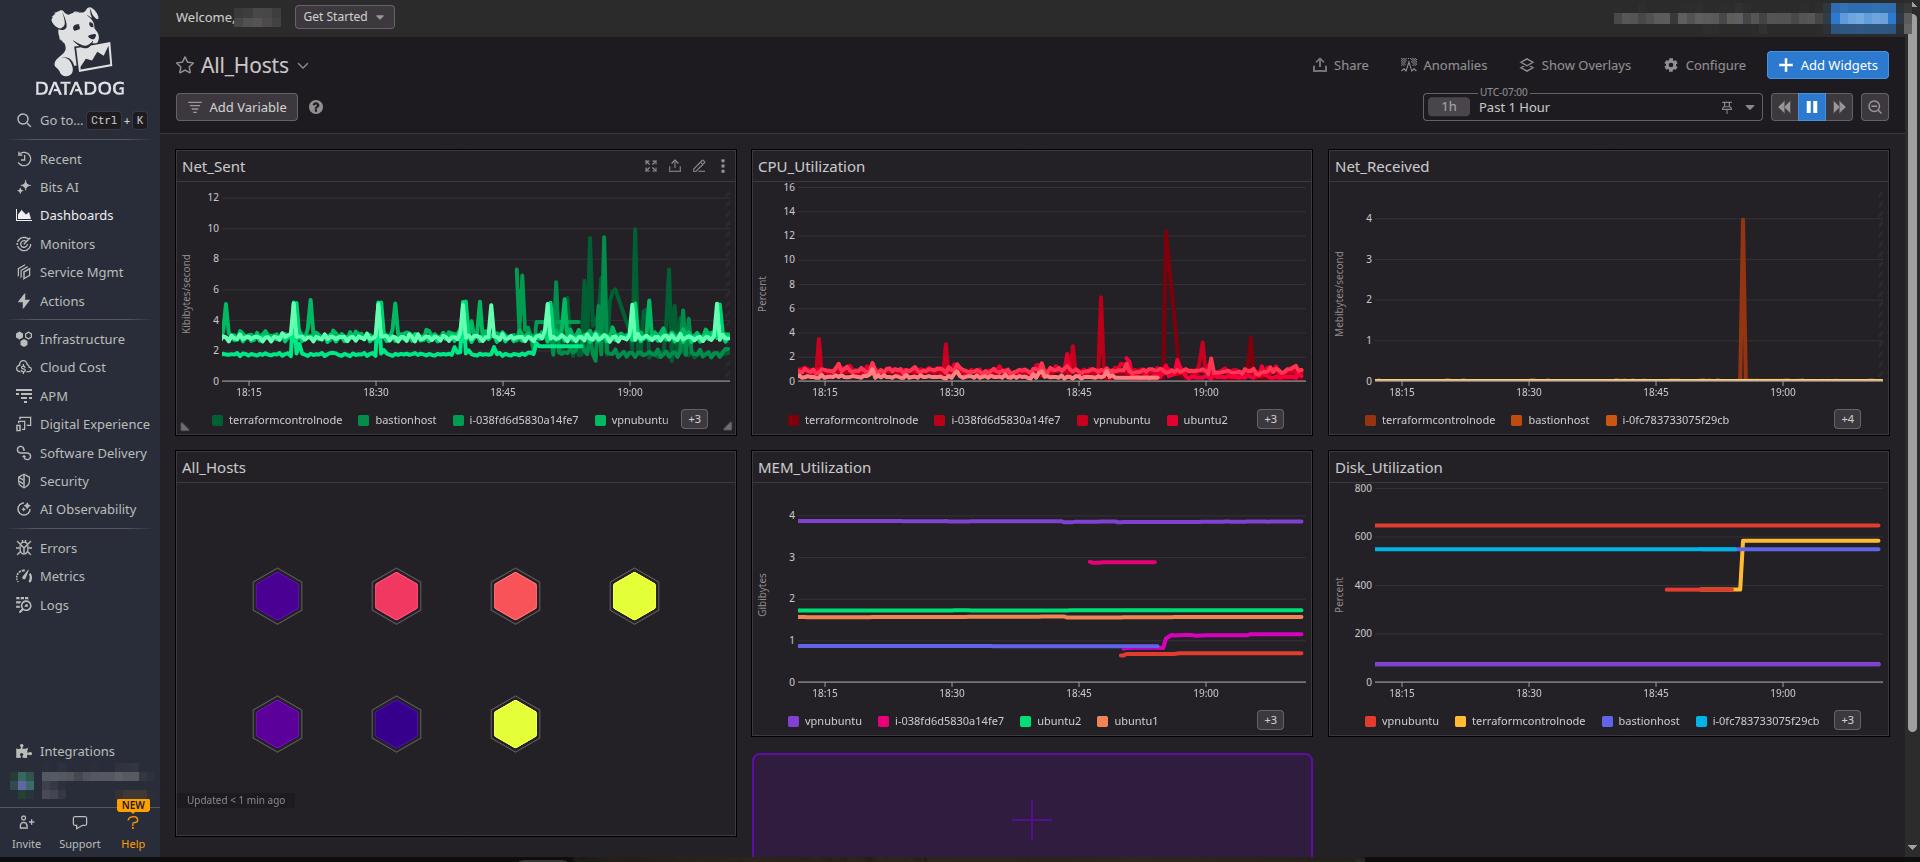 DATADOG
Go to... Ctrl + K
Recent
Bits AI
Dashboards
Monitors
Service Mgmt
Actions
Infrastructure
Cloud Cost
APM
Digital Experience
Software Delivery
Security
AI Observability
Errors
Metrics
Logs
Integrations
NEW
Invite Support Help
Welcome, Get Started
All_Hosts
Share Anomalies Show Overlays Configure Add Widgets
Add Variable ?
UTC-07:00
1h Past 1 Hour
Net_Sent
Kibibytes/second
12
10
8
6
4
2
0
18:15 18:30 18:45 19:00
terraformcontrolnode bastionhost i-038fd6d5830a14fe7 vpnubuntu +3
CPU_Utilization
Percent
16
14
12
10
8
6
4
2
0
18:15 18:30 18:45 19:00
terraformcontrolnode i-038fd6d5830a14fe7 vpnubuntu ubuntu2 +3
Net_Received
Mebibytes/second
4
3
2
1
0
18:15 18:30 18:45 19:00
terraformcontrolnode bastionhost i-0fc783733075f29cb +4
All_Hosts
Updated < 1 min ago
MEM_Utilization
Gibibytes
4
3
2
1
0
18:15 18:30 18:45 19:00
vpnubuntu i-038fd6d5830a14fe7 ubuntu2 ubuntu1 +3
Disk_Utilization
Percent
800
600
400
200
0
18:15 18:30 18:45 19:00
vpnubuntu terraformcontrolnode bastionhost i-0fc783733075f29cb +3